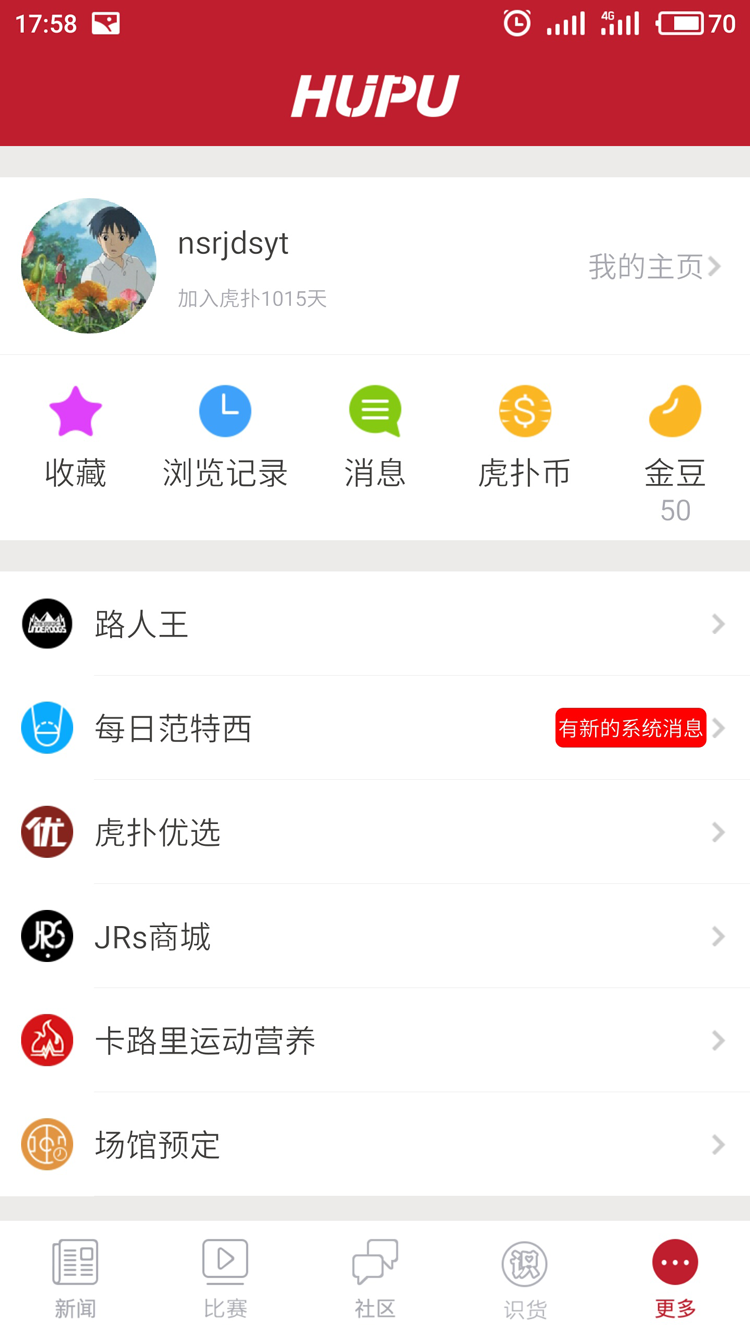 17:58
4G
70
HUPU
nsrjdsyt
加入虎扑1015天
我的主页
收藏
浏览记录
消息
虎扑币
金豆
50
路人王
每日范特西
有新的系统消息
优
虎扑优选
JRS
JRs商城
卡路里运动营养
场馆预定
新闻
比赛
社区
识
识货
更多